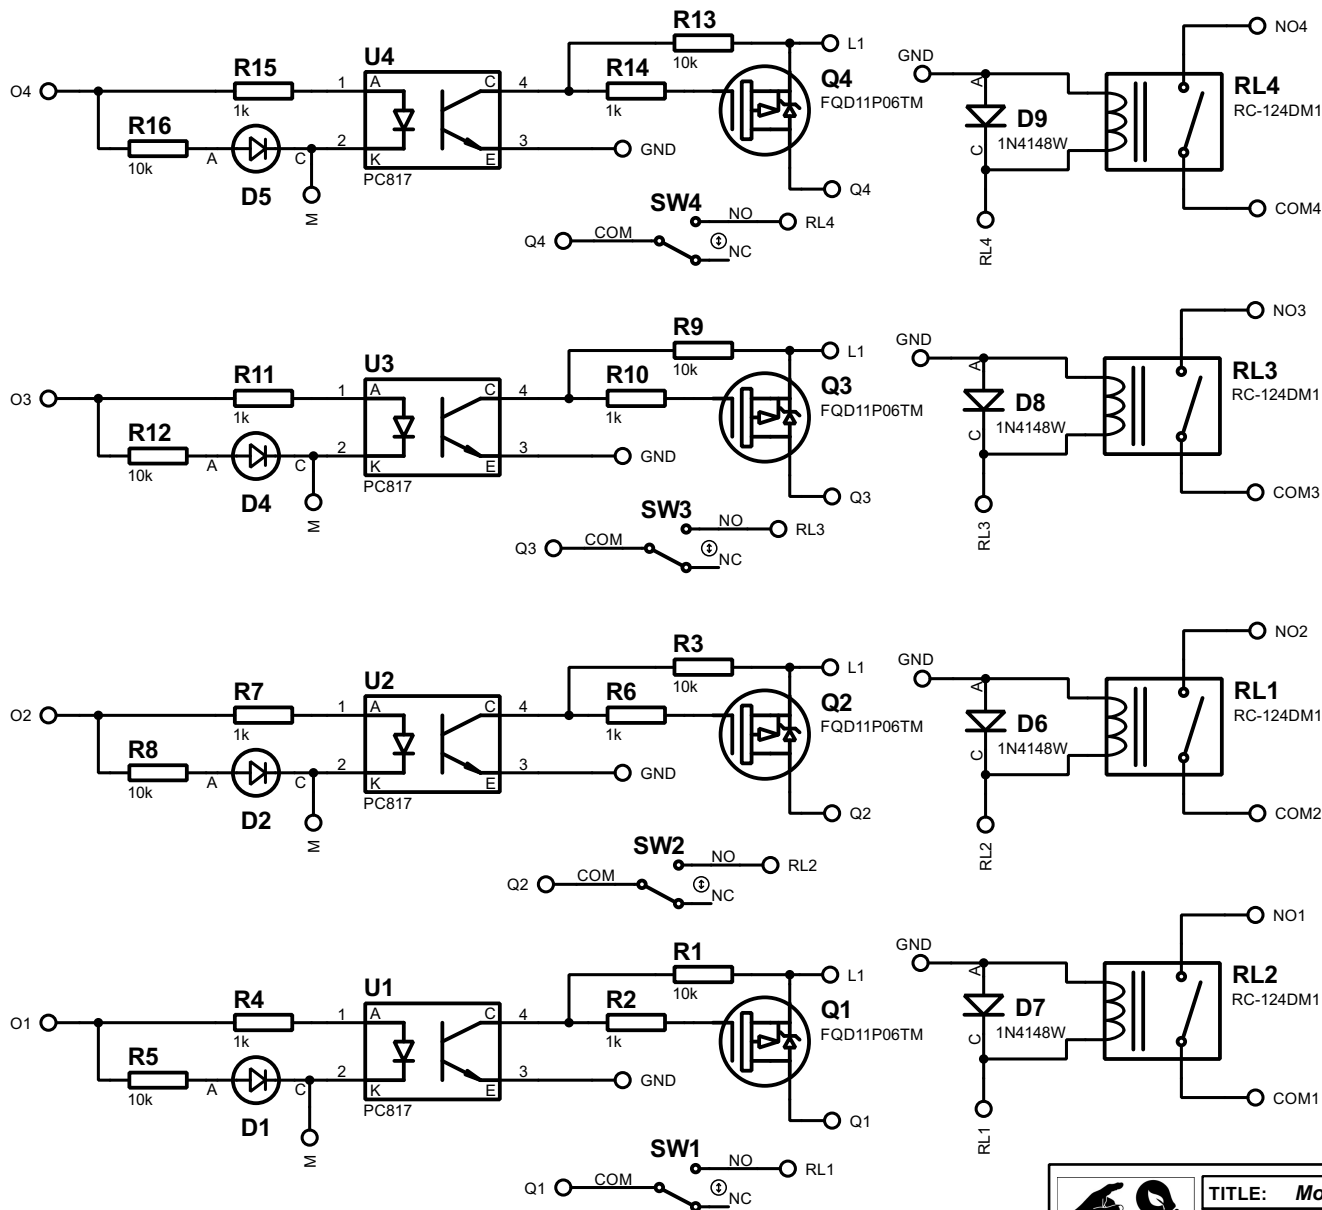 R13
10k
L1
U4
R15
1k
R14
1k
Q4
FQD11P06TM
O4
1
A
C
4
R16
10k
A
C
D5
2
K
E
3
PC817
GND
M
Q4
SW4
NO
RL4
Q4
COM
NC
GND
A
C
D9
1N4148W
RL4
NO4
RL4
RC-124DM1
COM4
R9
10k
L1
U3
R11
1k
R10
1k
Q3
FQD11P06TM
O3
1
A
C
4
R12
10k
A
C
D4
2
K
E
3
PC817
GND
M
Q3
SW3
NO
RL3
Q3
COM
NC
GND
A
C
D8
1N4148W
RL3
NO3
RL3
RC-124DM1
COM3
R3
10k
L1
U2
R7
1k
R6
1k
Q2
FQD11P06TM
O2
1
A
C
4
R8
10k
A
C
D2
2
K
E
3
PC817
GND
M
Q2
SW2
NO
RL2
Q2
COM
NC
GND
A
C
D6
1N4148W
RL2
NO2
RL1
RC-124DM1
COM2
R1
10k
L1
U1
R4
1k
R2
1k
Q1
FQD11P06TM
O1
1
A
C
4
R5
10k
A
C
D1
2
K
E
3
PC817
GND
M
Q1
SW1
NO
RL1
Q1
COM
NC
GND
A
C
D7
1N4148W
RL1
NO1
RL2
RC-124DM1
COM1
TITLE: Mo